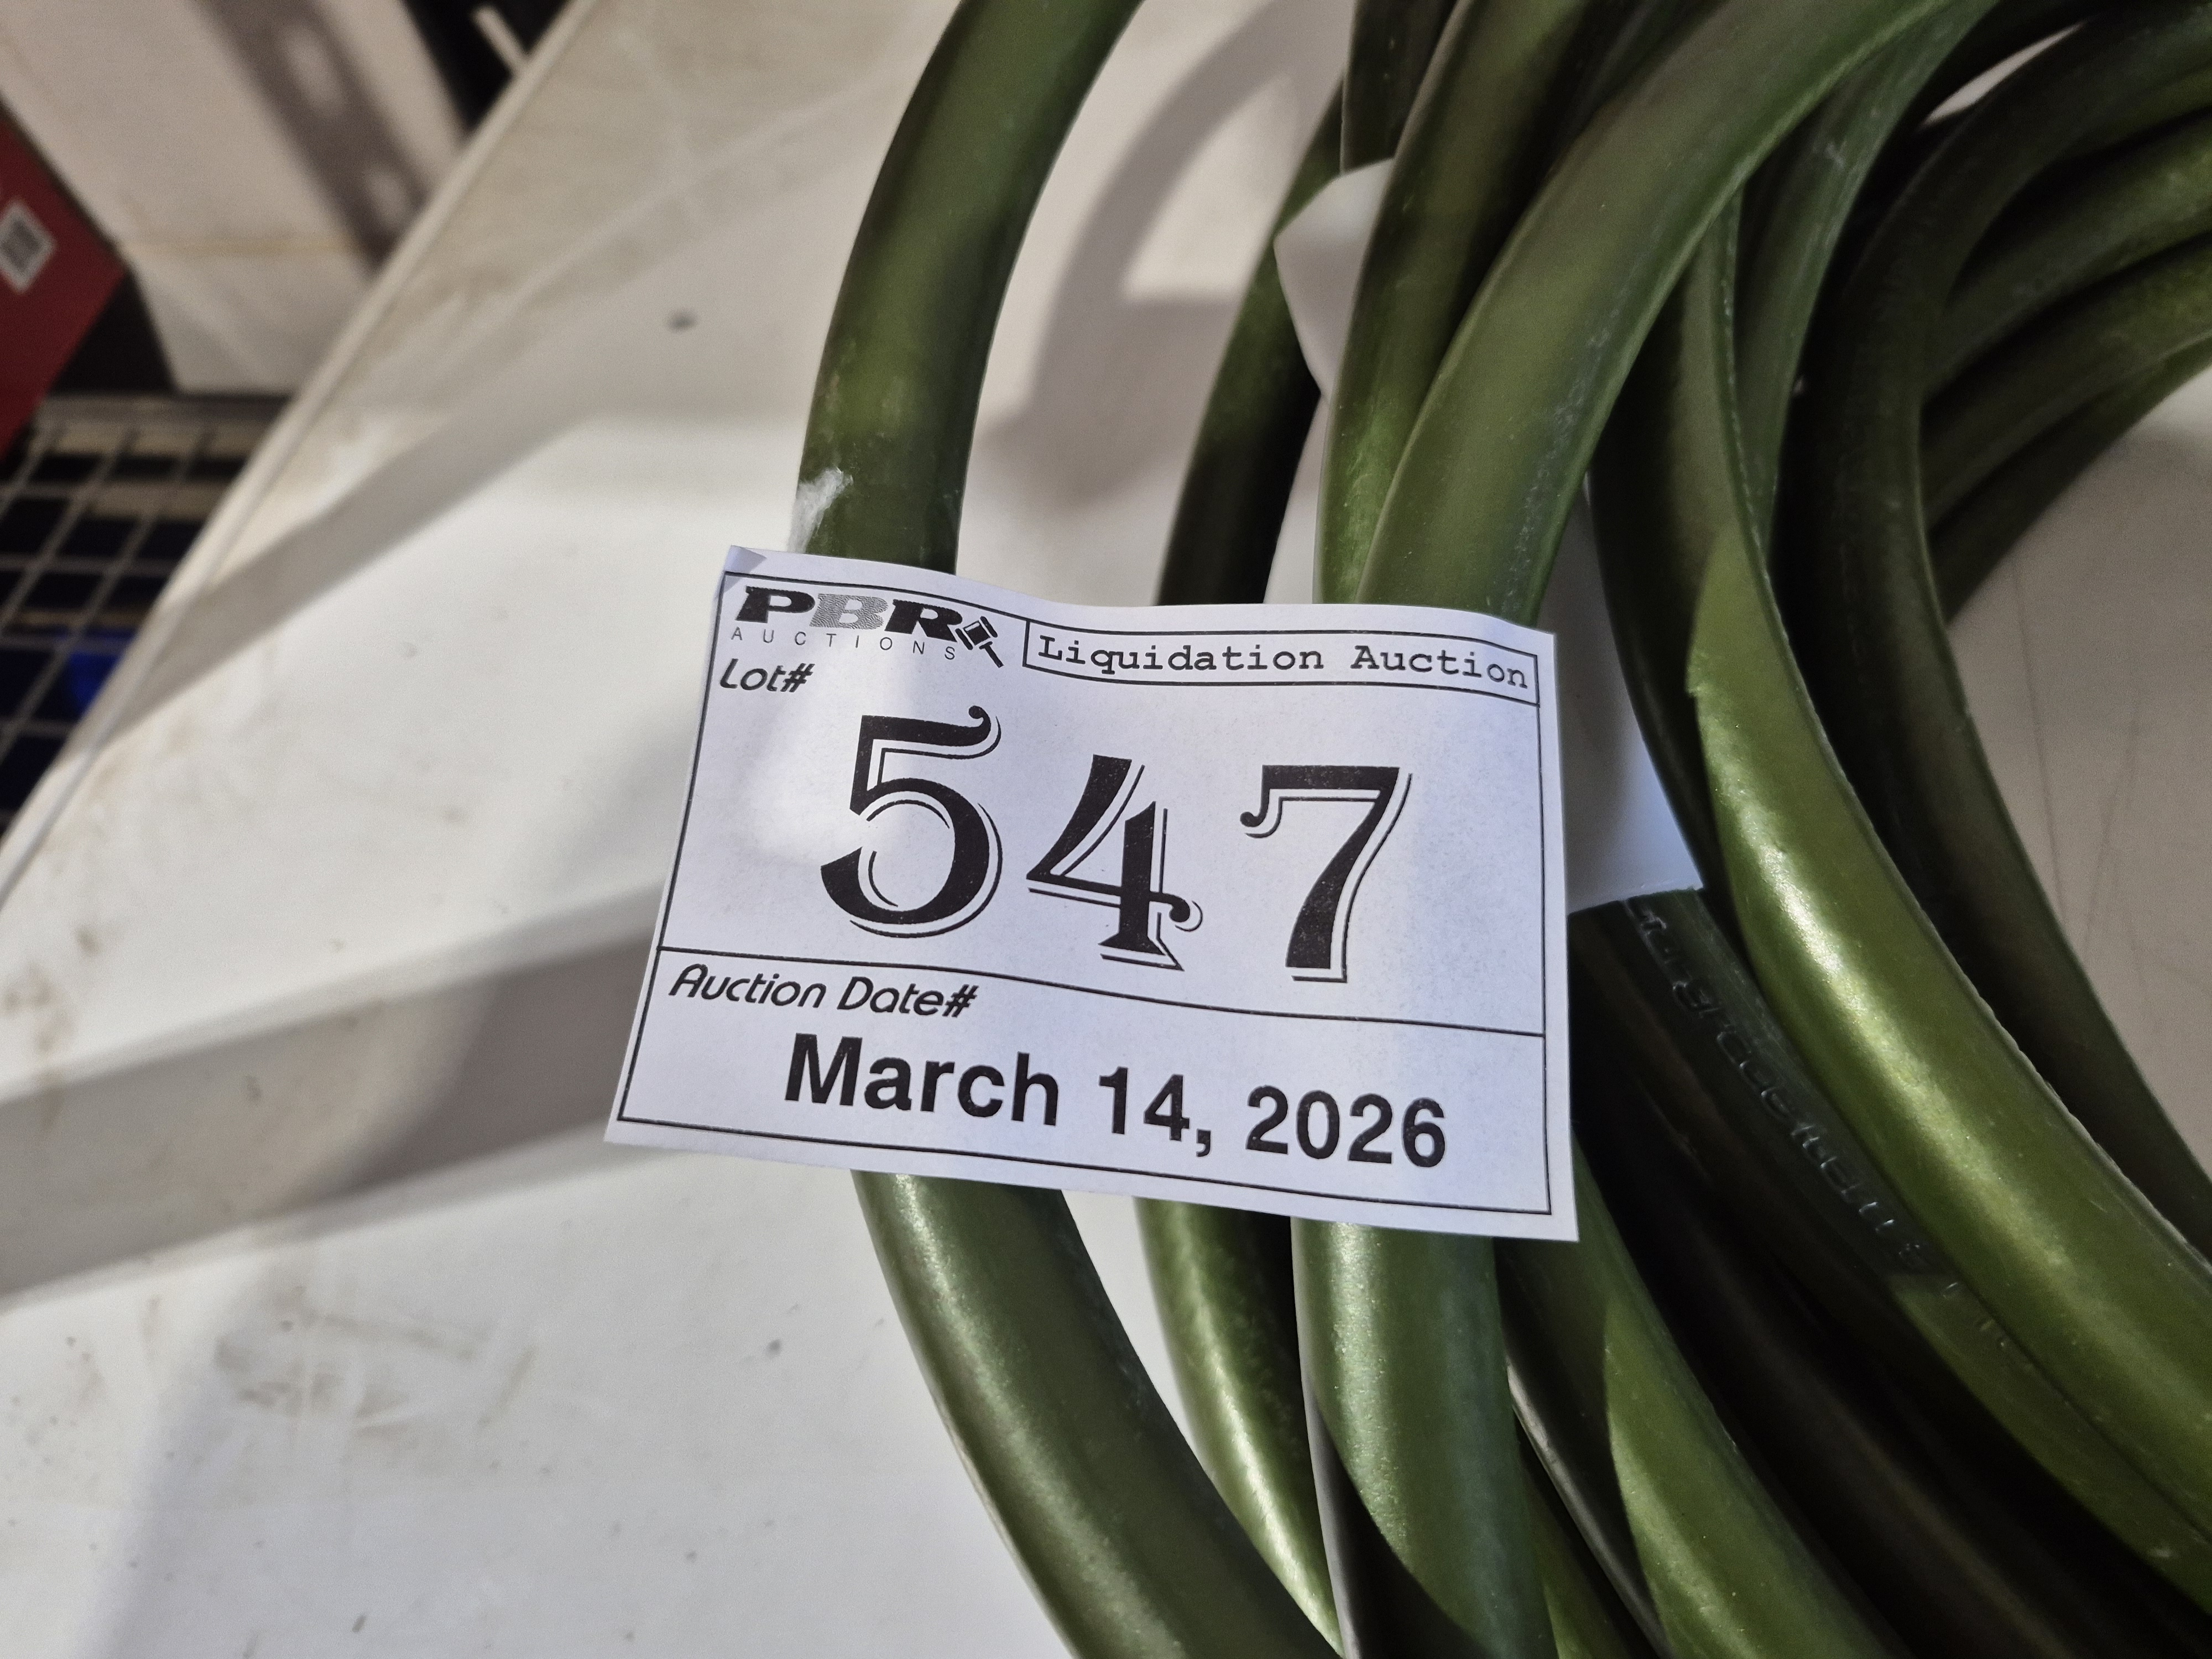 PBR
AUCTIONS
Liquidation Auction
Lot#
547
Auction Date#
March 14, 2026